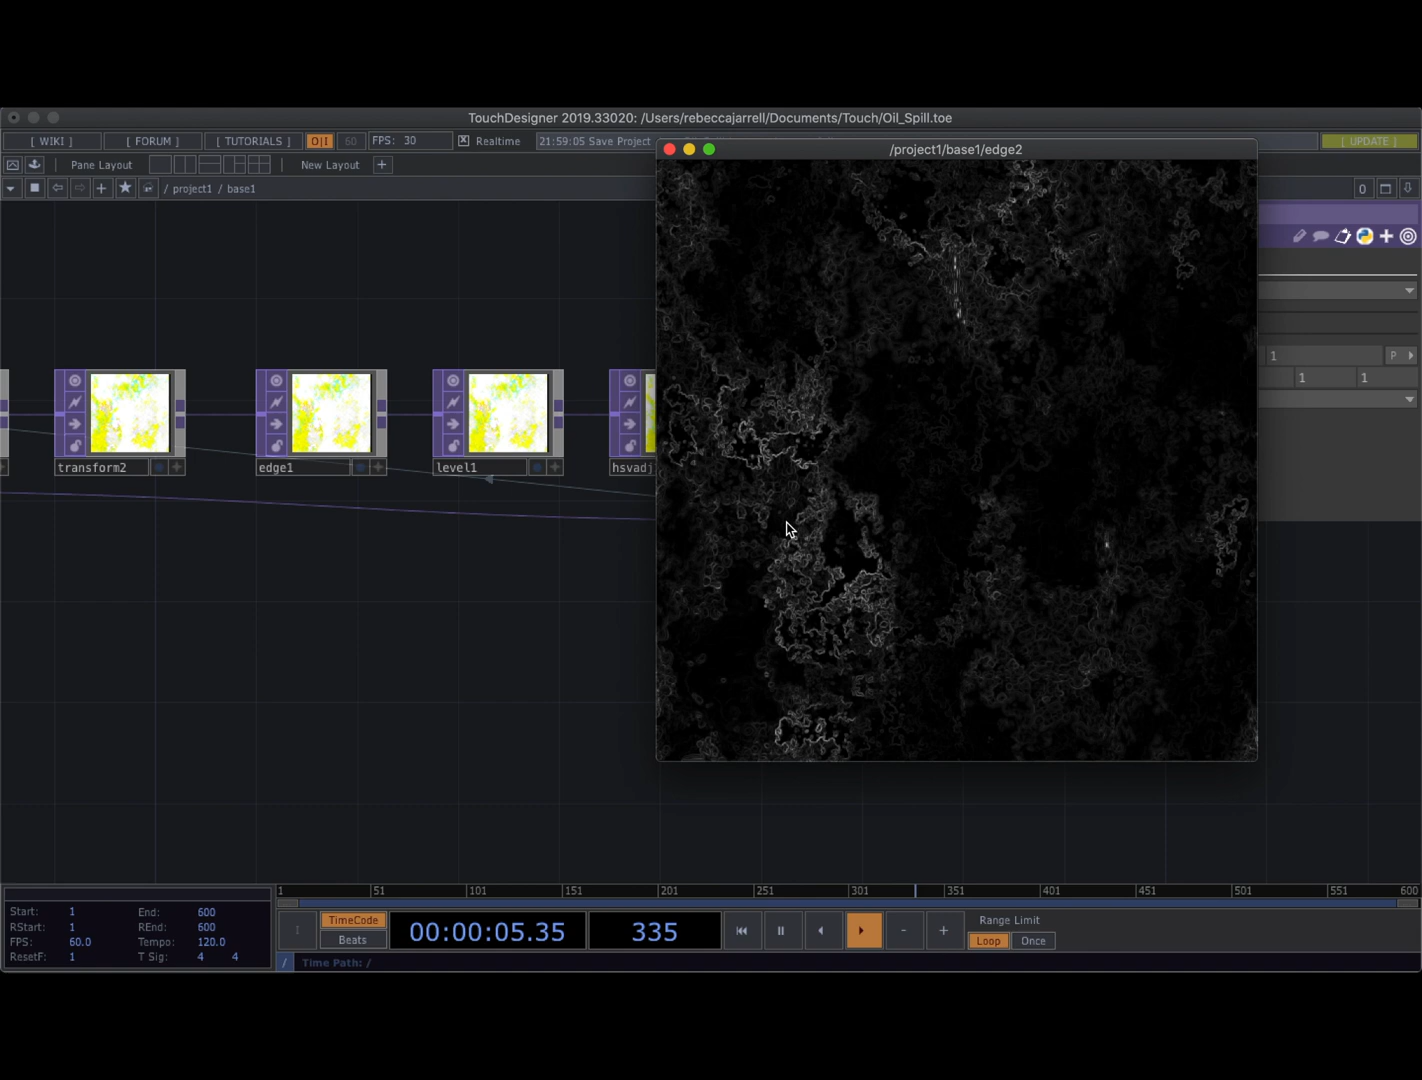 TouchDesigner 2019.33020: /Users/rebeccajarrell/Documents/Touch/Oil_Spill.toe
[ WIKI ] [ FORUM ] [ TUTORIALS ] O|I 60 FPS: 30 Realtime 21:59:05 Save Project [ UPDATE ]
/project1/base1/edge2
Pane Layout New Layout +
/ project1 / base1 0
1 P
1 1
transform2 edge1 level1 hsvadj
1 51 101 151 201 251 301 351 401 451 501 551 600
Start: 1 End: 600
RStart: 1 REnd: 600
FPS: 60.0 Tempo: 120.0
ResetF: 1 T Sig: 4 4
TimeCode
Beats
00:00:05.35 335
- +
Range Limit
Loop Once
/ Time Path: /